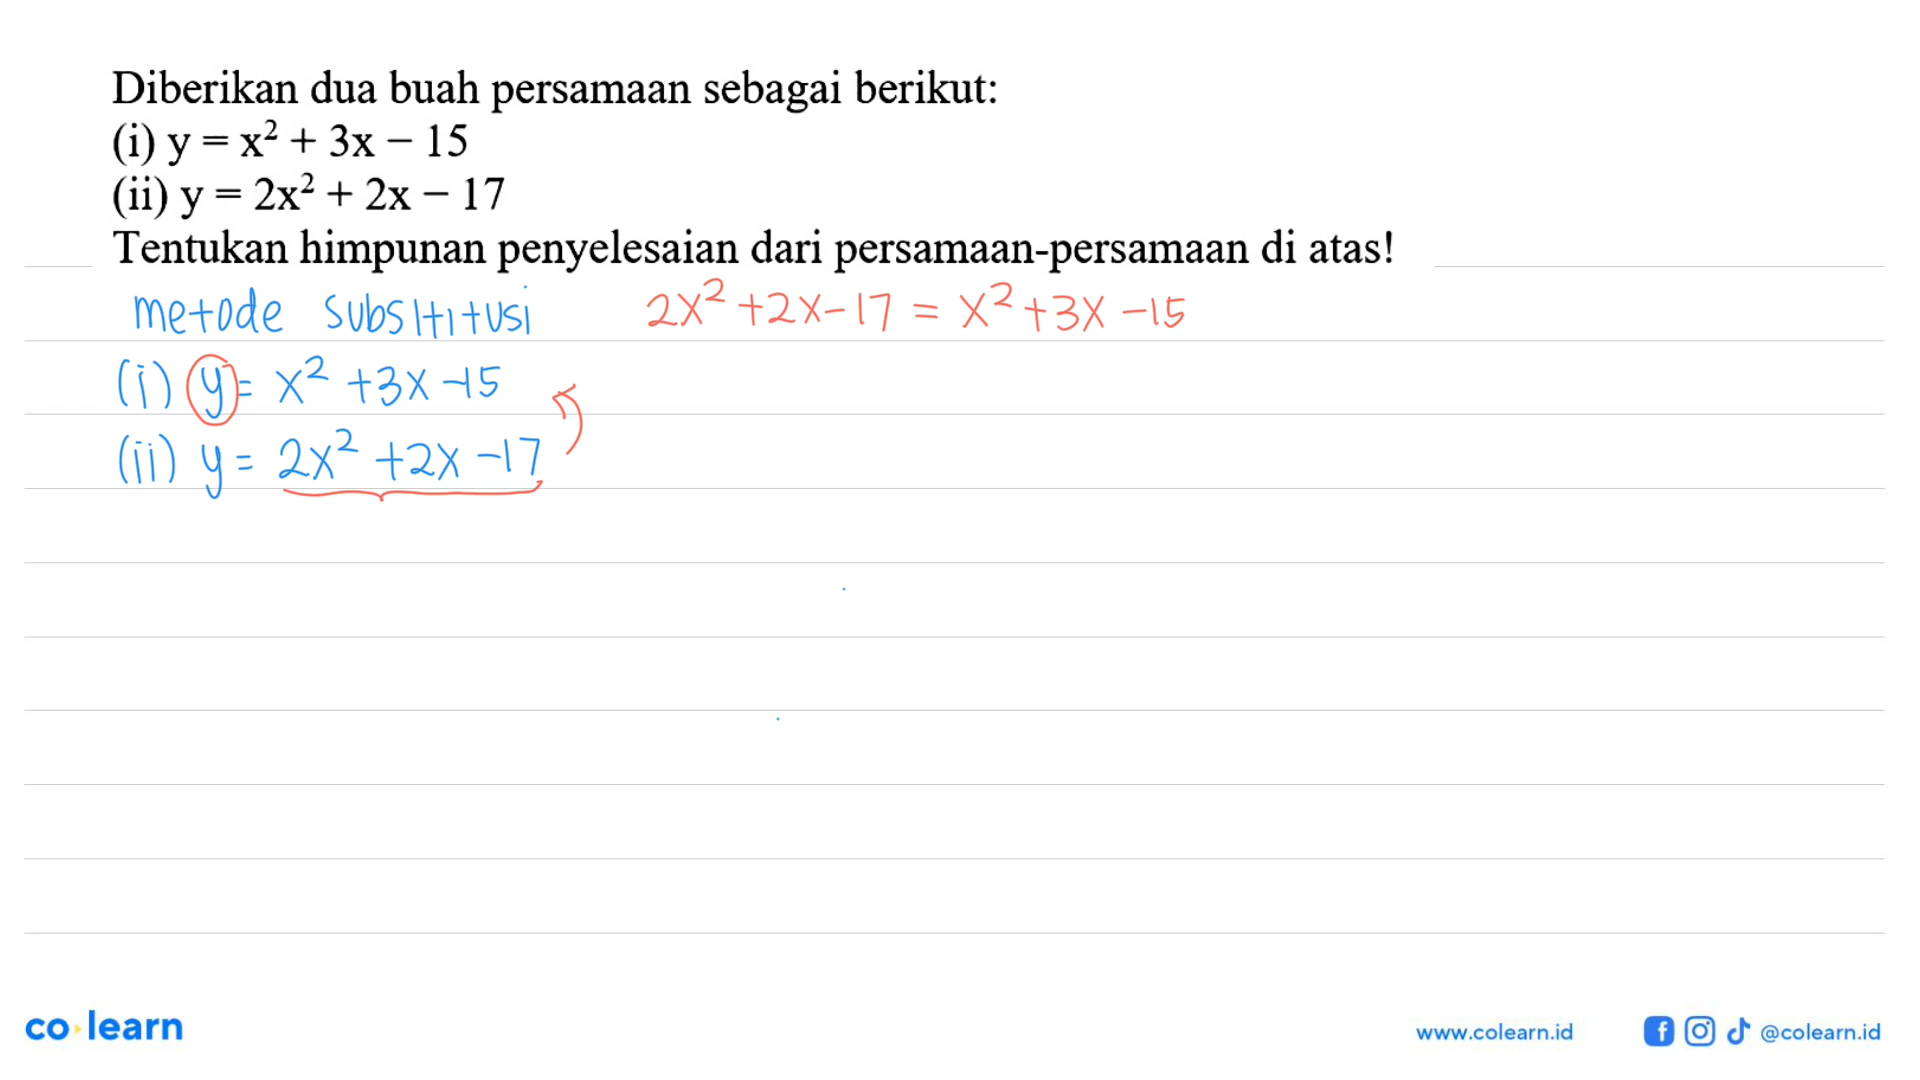 Diberikan dua buah persamaan sebagai berikut:
(i) y = x² + 3x − 15
(ii) y = 2x² + 2x − 17
Tentukan himpunan penyelesaian dari persamaan-persamaan di atas!
metode substitusi
(i) y = x² + 3x − 15
(ii) y = 2x² + 2x − 17
2x² + 2x − 17 = x² + 3x − 15
co learn
www.colearn.id
@colearn.id